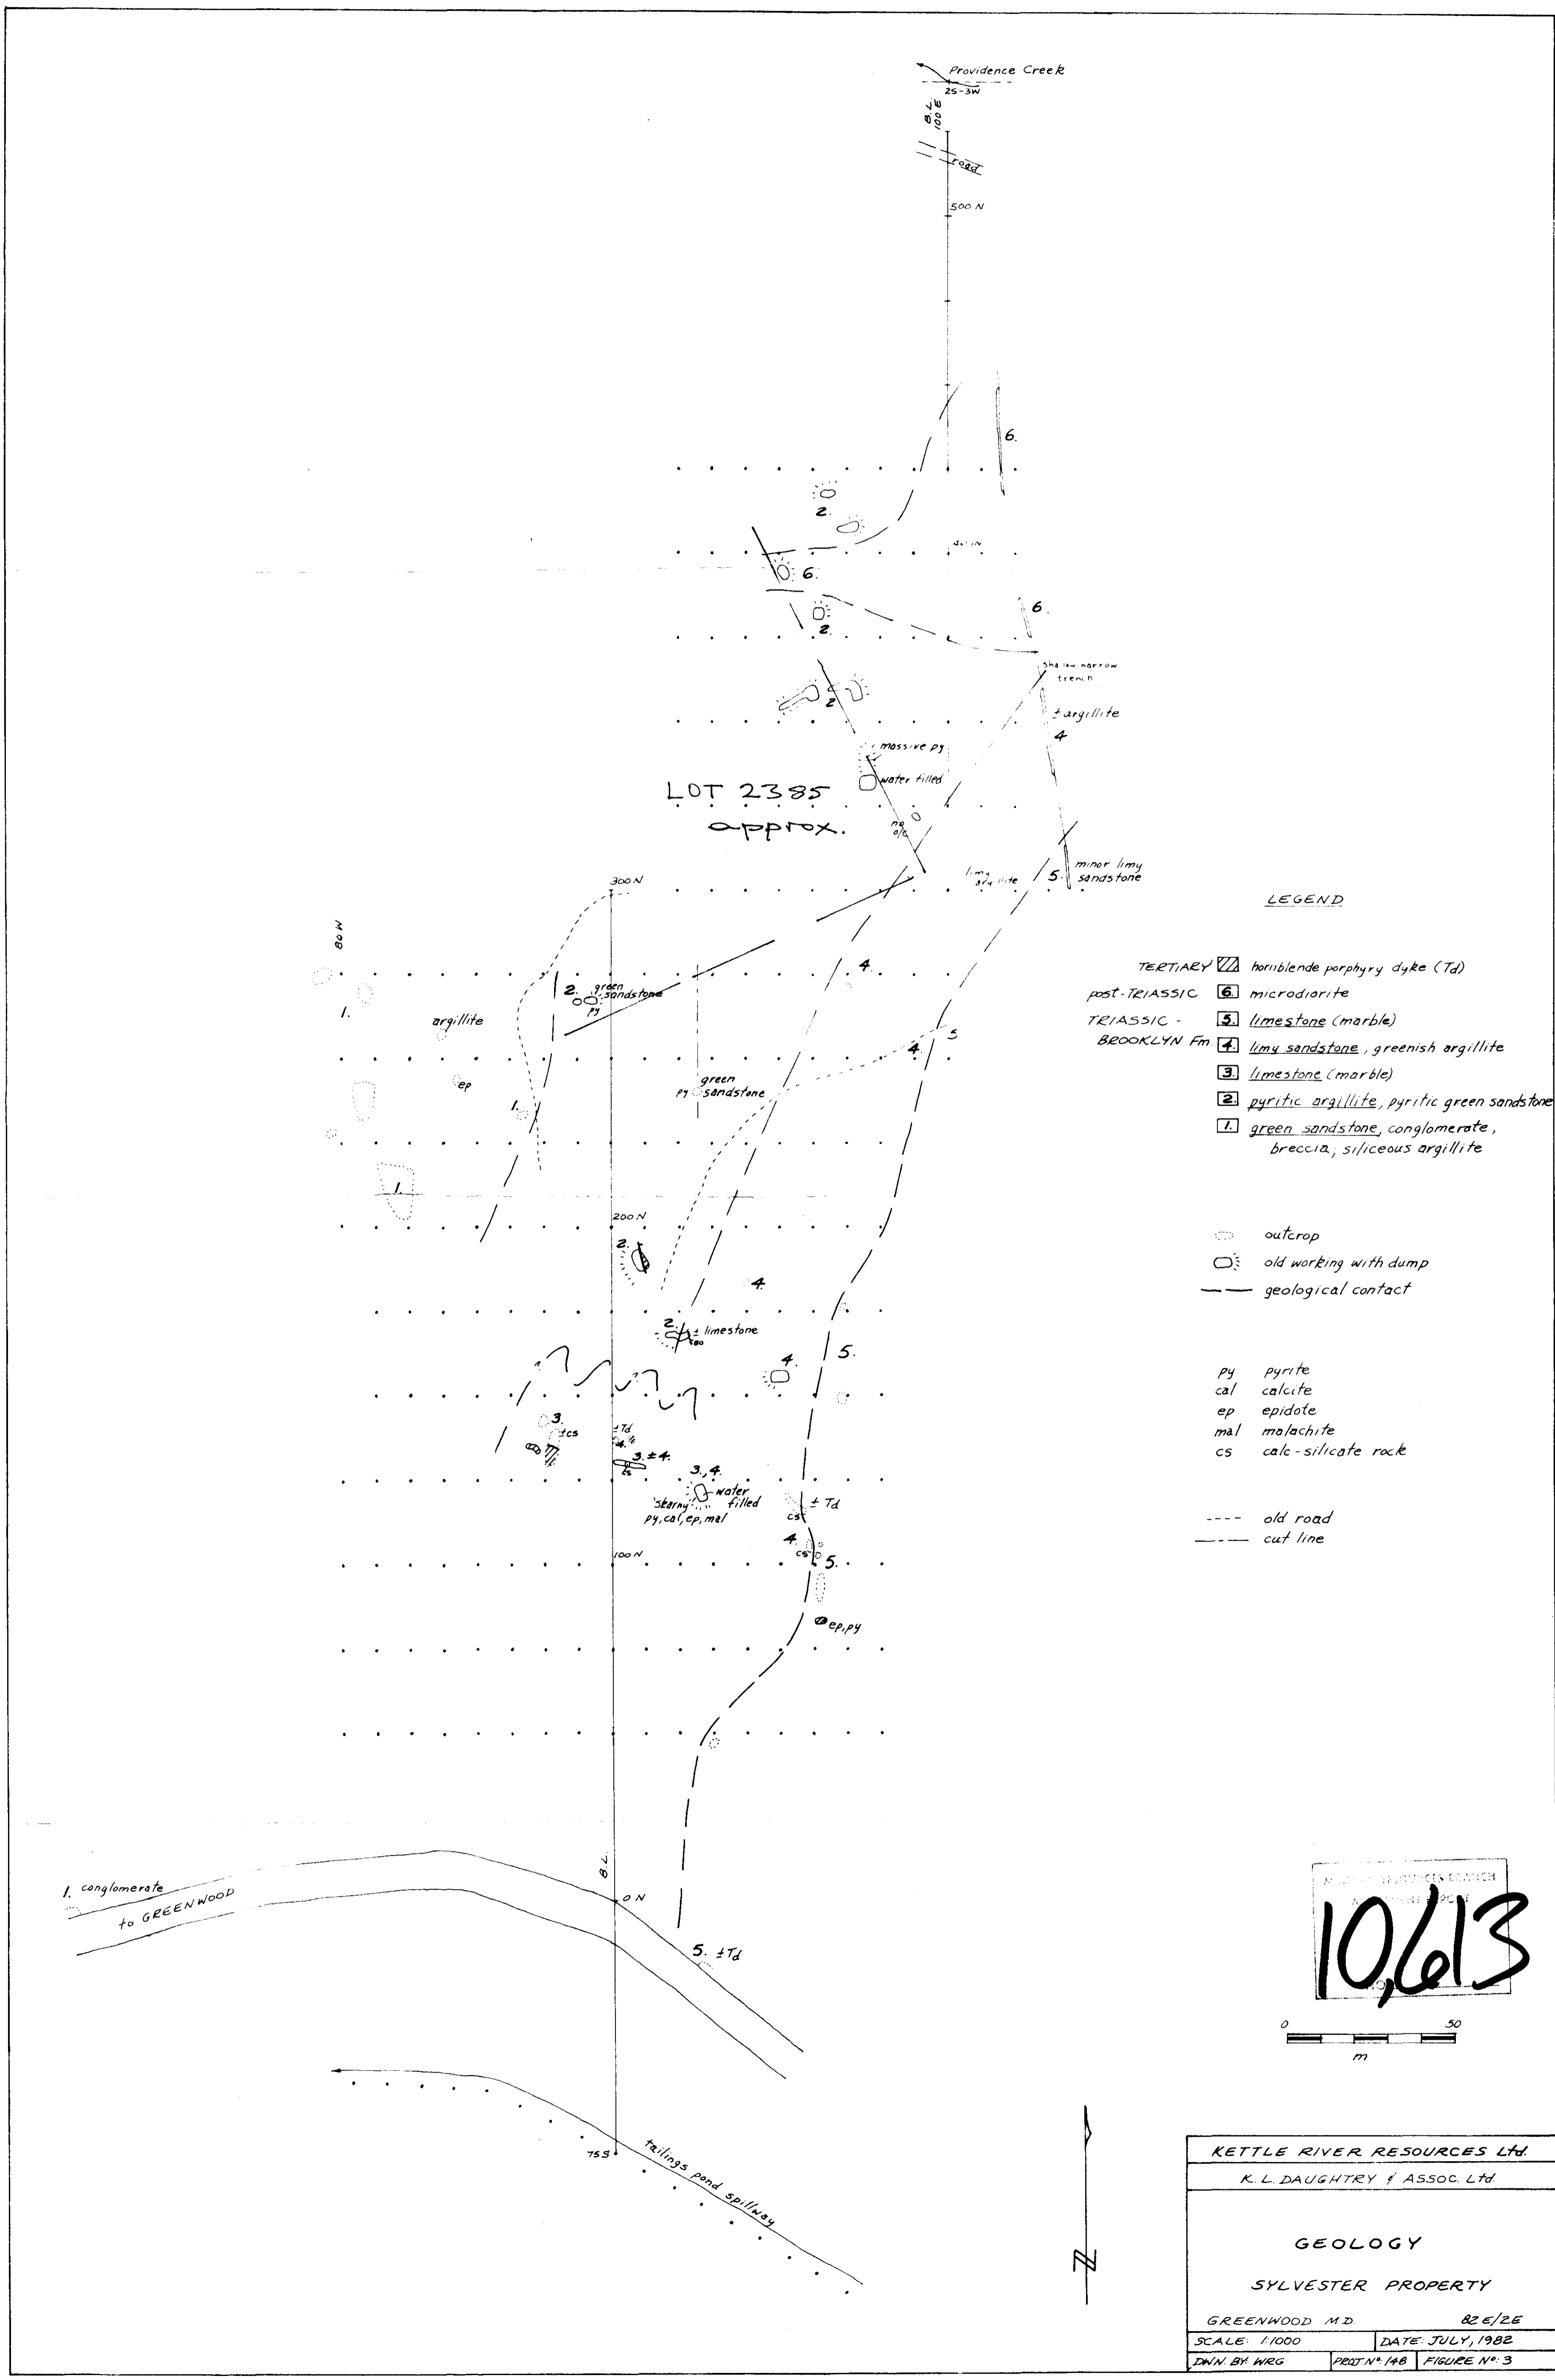 Providence Creek
25-3W
B.L.
100E
road
500 N
6.
2.
6.
6.
2.
shallow narrow
trench
2
± argillite
4
massive py
water filled
LOT 2385
approx.
no
o/c
minor limy
sandstone
5.
300 N
80 W
LEGEND
4.
TERTIARY hornblende porphyry dyke (Td)
post-TRIASSIC 6. microdiorite
TRIASSIC - 5. limestone (marble)
BROOKLYN Fm 4. limy sandstone, greenish argillite
3. limestone (marble)
2. pyritic argillite, pyritic green sandstone
1. green sandstone, conglomerate,
breccia, siliceous argillite
2. green
sandstone
py
1.
argillite
4.
5
ep
green
py sandstone
1.
1.
200 N
2.
outcrop
old working with dump
geological contact
4.
2. ± limestone
5.
4.
py pyrite
cal calcite
ep epidote
mal malachite
cs calc-silicate rock
3.
±cs
±Td
3. ± 4.
cs
3., 4.
water
filled
'skarny'
py, cal, ep, mal
± Td
cs
old road
cut line
4.
cs
5.
100 N
ep, py
B.L.
0 N
1. conglomerate
to GREENWOOD
5. ±Td
10,613
0 50
m
75 S
tailings pond spillway
N
KETTLE RIVER RESOURCES Ltd.
K.L. DAUGHTRY & ASSOC. Ltd.
GEOLOGY
SYLVESTER PROPERTY
GREENWOOD M.D. 82 E/2E
SCALE: 1:1000 DATE: JULY, 1982
DWN. BY WRG PROJ Nº 148 FIGURE Nº: 3